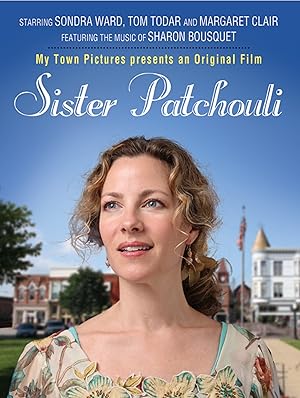 STARRING SONDRA WARD, TOM TODAR AND MARGARET CLAIR
FEATURING THE MUSIC OF SHARON BOUSQUET
My Town Pictures presents an Original Film
Sister Patchouli